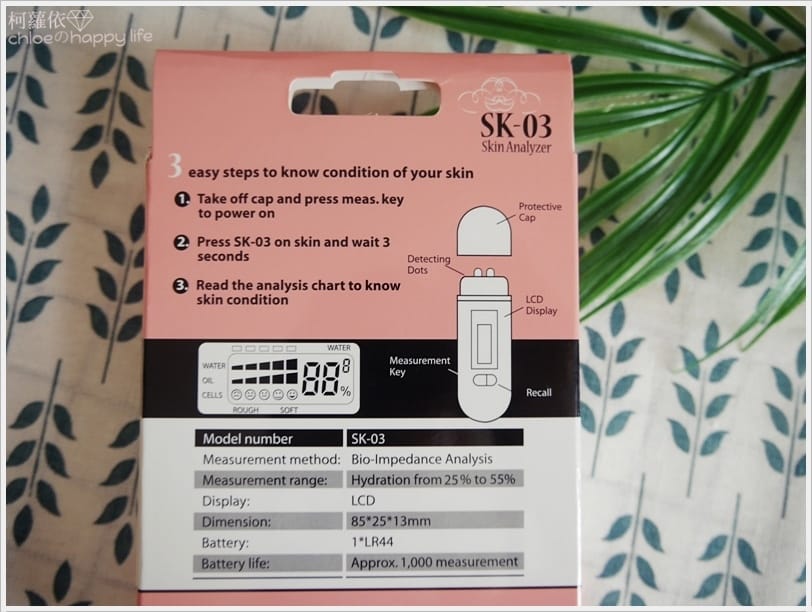 柯蘿依
chloeのhappy life
SK-03
Skin Analyzer
3 easy steps to know condition of your skin
1. Take off cap and press meas. key
to power on
2. Press SK-03 on skin and wait 3
seconds
3. Read the analysis chart to know
skin condition
Protective
Cap
Detecting
Dots
LCD
Display
Measurement
Key
Recall
WATER
WATER
OIL
CELLS
88 8
%
ROUGH SOFT
Model number SK-03
Measurement method: Bio-Impedance Analysis
Measurement range: Hydration from 25% to 55%
Display: LCD
Dimension: 85*25*13mm
Battery: 1*LR44
Battery life: Approx. 1,000 measurement